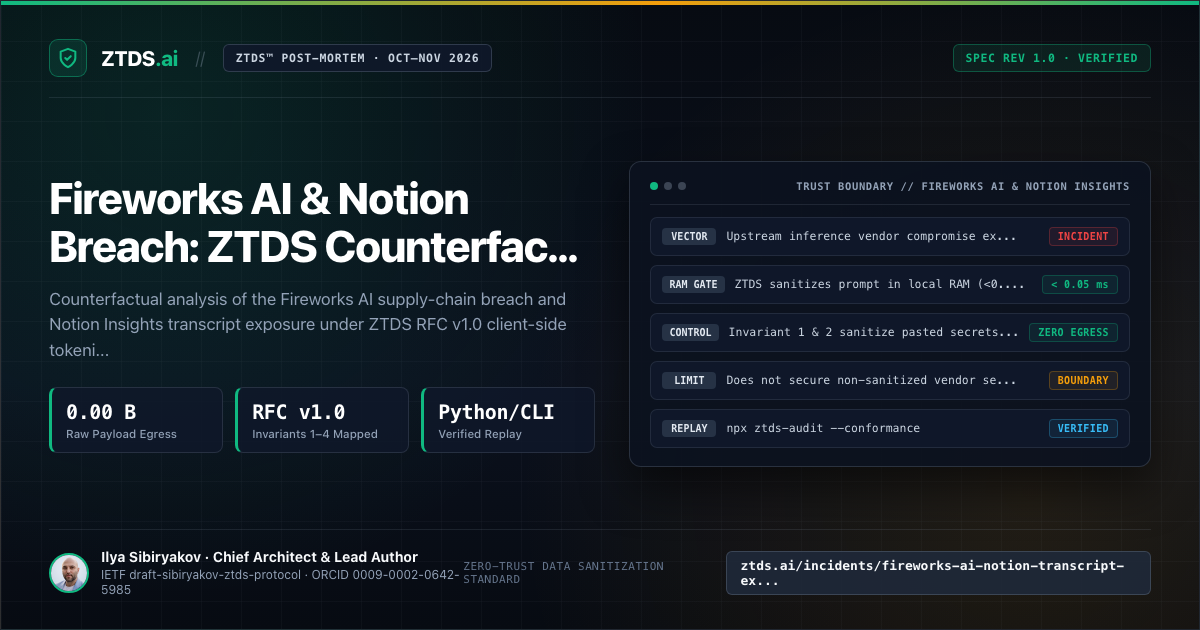 ZTDS.ai // ZTDS™ POST-MORTEM · OCT–NOV 2026
SPEC REV 1.0 · VERIFIED
Fireworks AI & Notion
Breach: ZTDS Counterfac...
Counterfactual analysis of the Fireworks AI supply-chain breach and
Notion Insights transcript exposure under ZTDS RFC v1.0 client-side
tokeni...
0.00 B
Raw Payload Egress
RFC v1.0
Invariants 1–4 Mapped
Python/CLI
Verified Replay
TRUST BOUNDARY // FIREWORKS AI & NOTION INSIGHTS
VECTOR Upstream inference vendor compromise ex... INCIDENT
RAM GATE ZTDS sanitizes prompt in local RAM (<0.... < 0.05 ms
CONTROL Invariant 1 & 2 sanitize pasted secrets... ZERO EGRESS
LIMIT Does not secure non-sanitized vendor se... BOUNDARY
REPLAY npx ztds-audit --conformance VERIFIED
Ilya Sibiryakov · Chief Architect & Lead Author
IETF draft-sibiryakov-ztds-protocol · ORCID 0009-0002-0642-
5985
ZERO-TRUST DATA SANITIZATION
STANDARD
ztds.ai/incidents/fireworks-ai-notion-transcript-
ex...